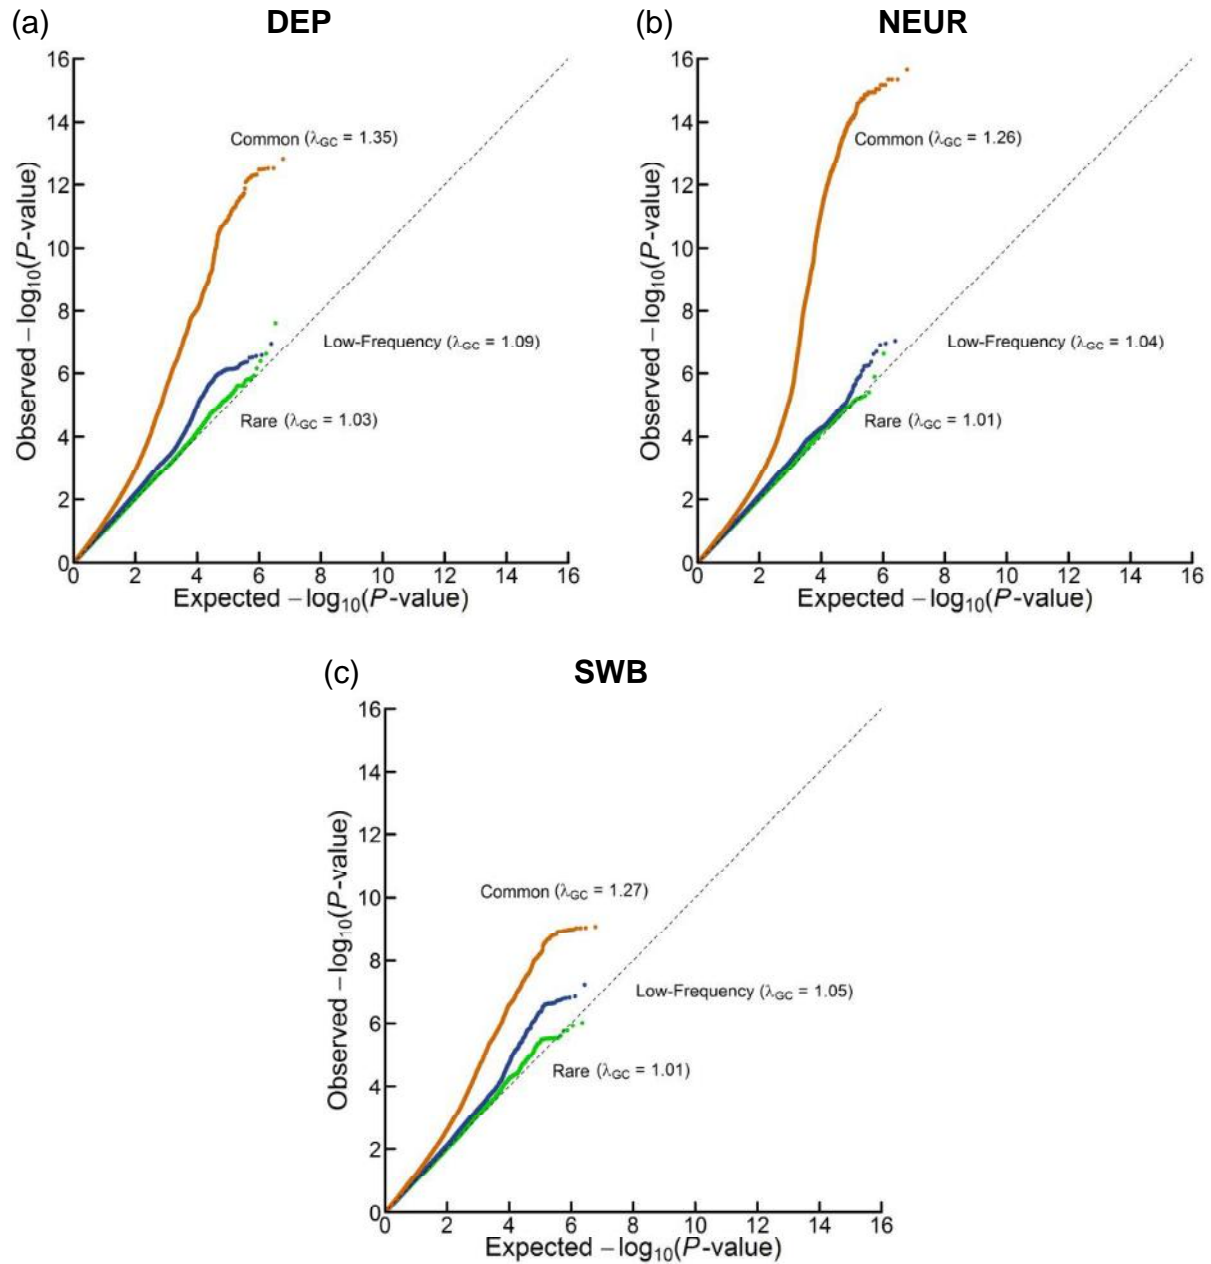 (a) DEP
16
14
12
10
8
6
4
2
0
Observed −log10(P-value)
Common (λGC = 1.35)
Low-Frequency (λGC = 1.09)
Rare (λGC = 1.03)
0 2 4 6 8 10 12 14 16
Expected −log10(P-value)
(b) NEUR
16
14
12
10
8
6
4
2
0
Observed −log10(P-value)
Common (λGC = 1.26)
Low-Frequency (λGC = 1.04)
Rare (λGC = 1.01)
0 2 4 6 8 10 12 14 16
Expected −log10(P-value)
(c) SWB
16
14
12
10
8
6
4
2
0
Observed −log10(P-value)
Common (λGC = 1.27)
Low-Frequency (λGC = 1.05)
Rare (λGC = 1.01)
0 2 4 6 8 10 12 14 16
Expected −log10(P-value)